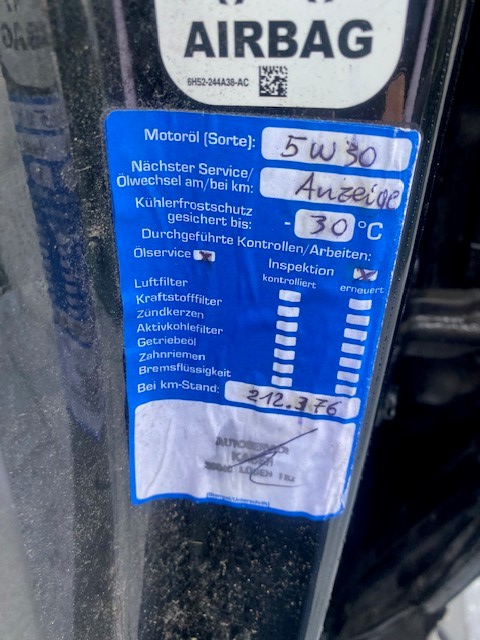 AIRBAG
6H52-244A38-AC
Motoröl (Sorte): 5W30
Nächster Service/
Ölwechsel am/bei km: Anzeige
Kühlerfrostschutz
gesichert bis: -30 °C
Durchgeführte Kontrollen/Arbeiten:
Ölservice x Inspektion x
kontrolliert erneuert
Luftfilter
Kraftstofffilter
Zündkerzen
Aktivkohlefilter
Getriebeöl
Zahnriemen
Bremsflüssigkeit
Bei km-Stand: 212.376